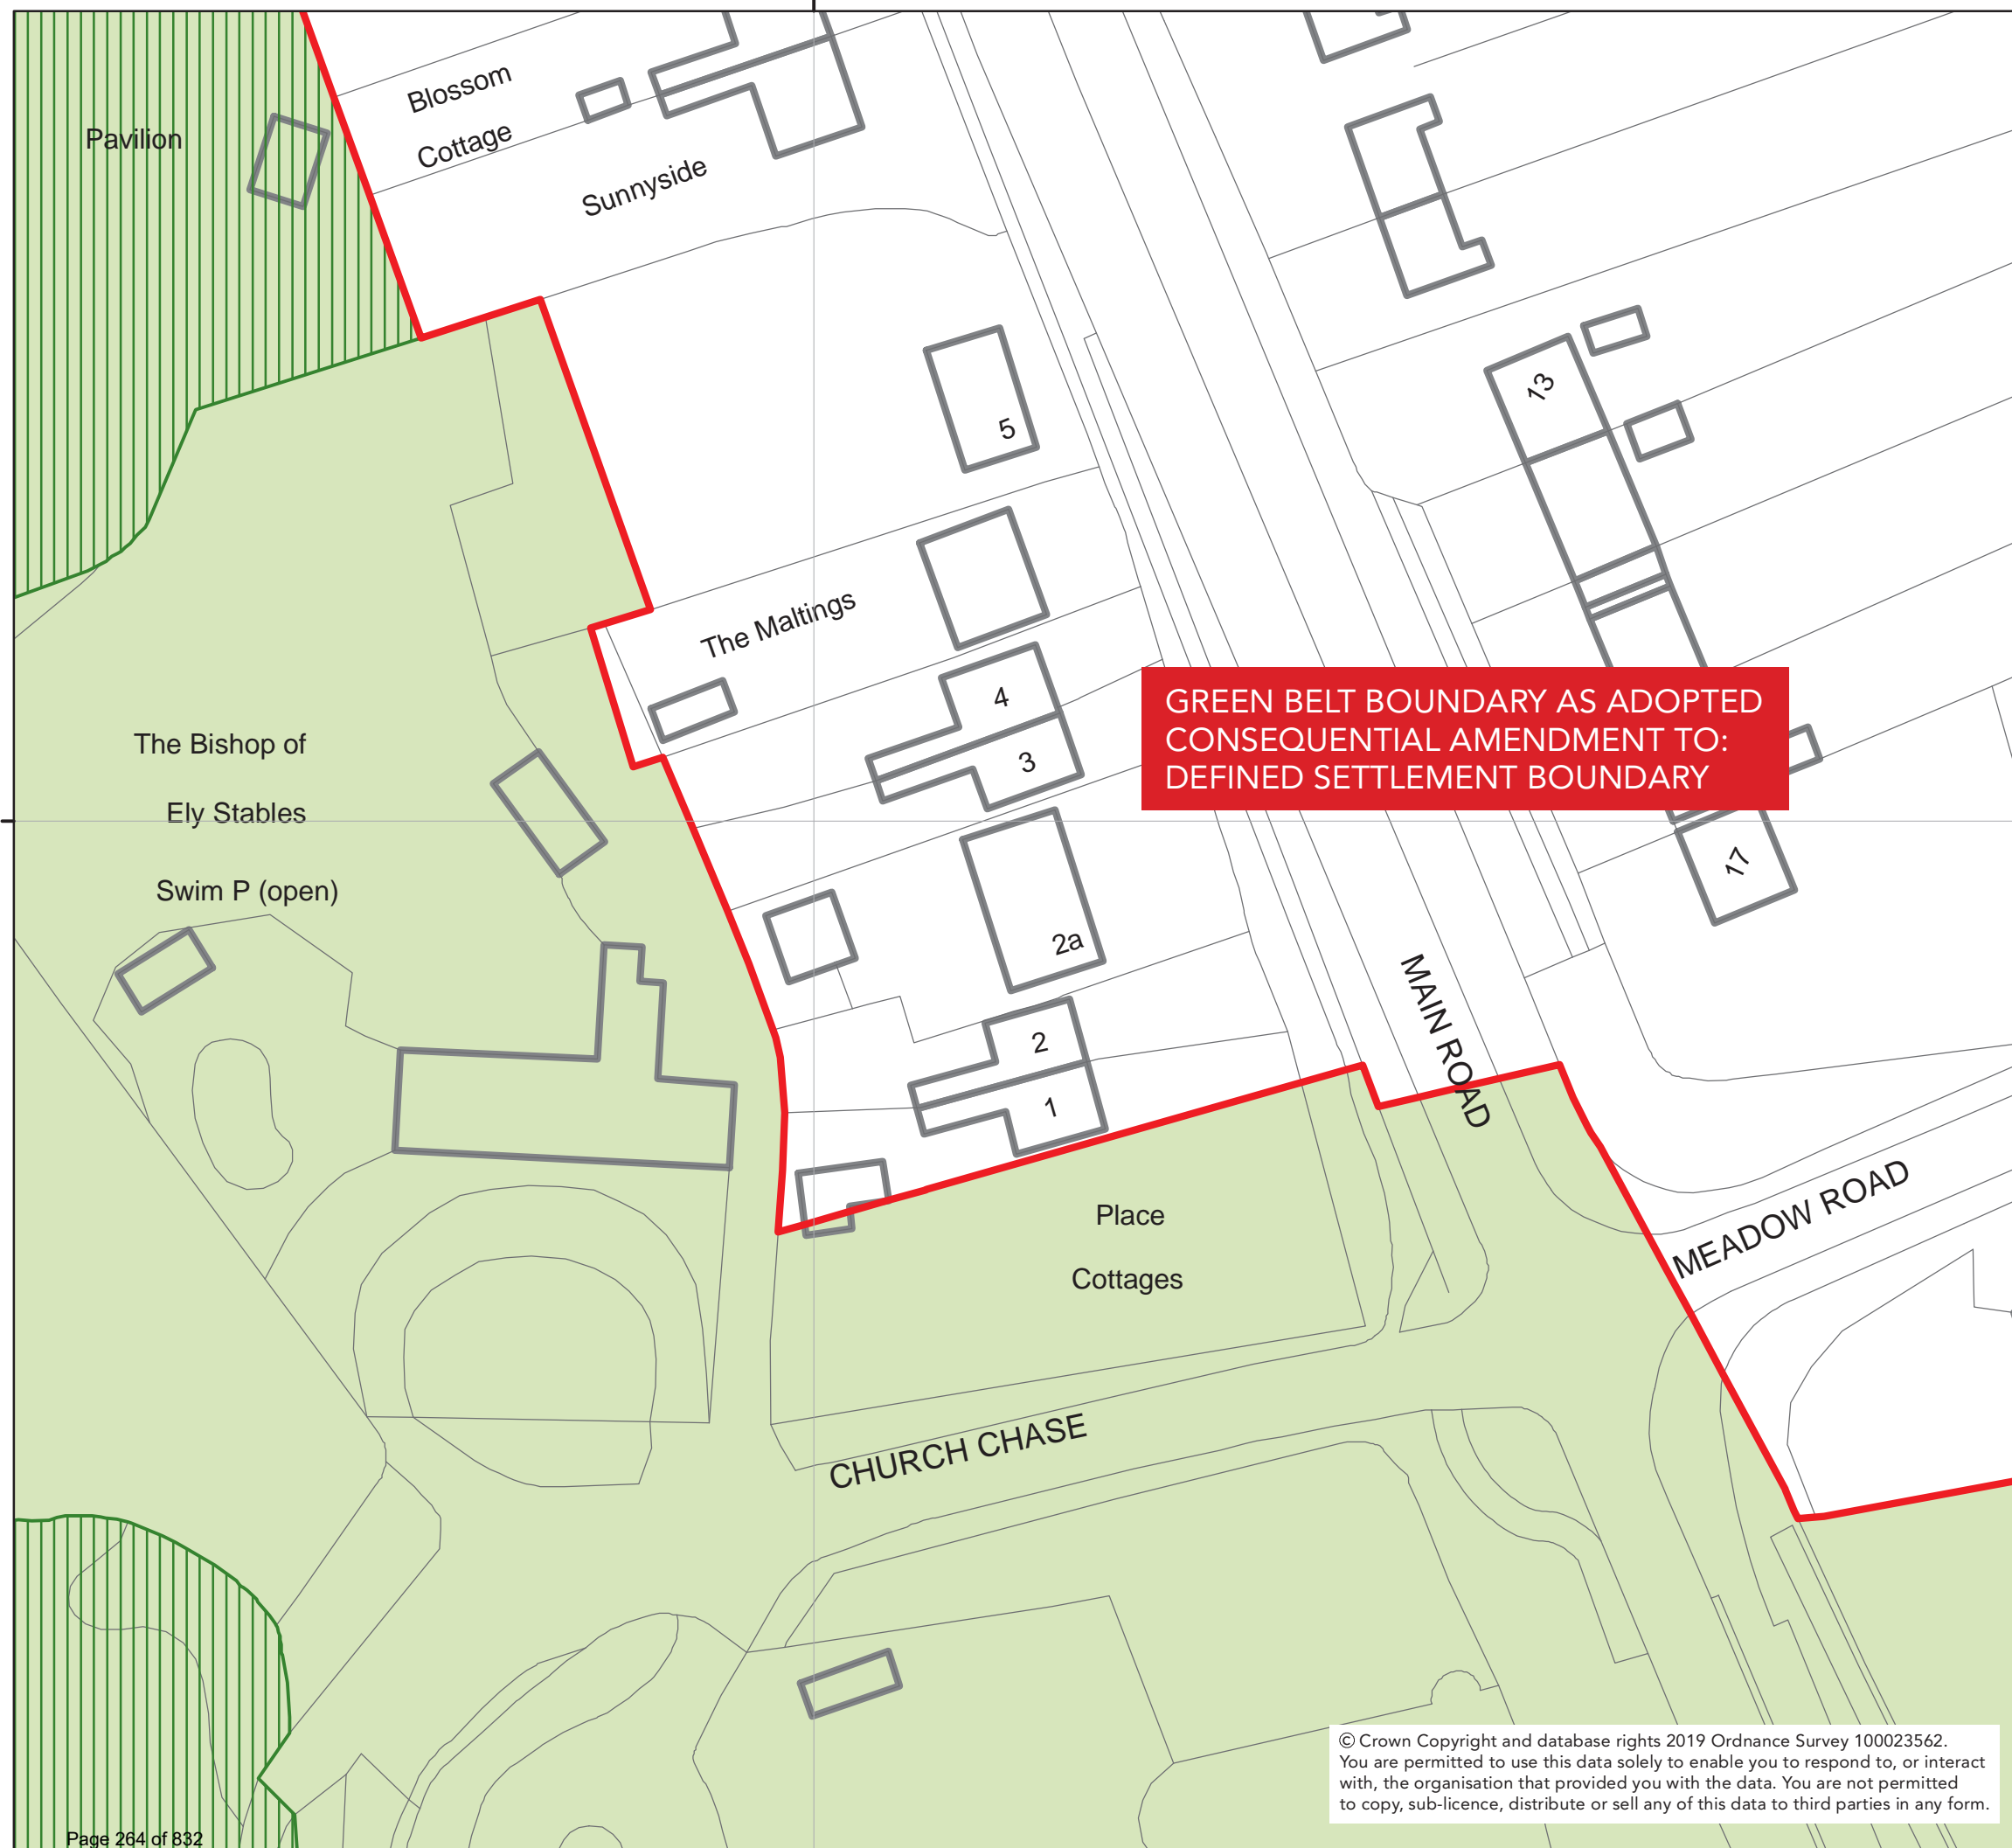 Blossom
Cottage
Pavilion
Sunnyside
13
5
The Maltings
4
GREEN BELT BOUNDARY AS ADOPTED
CONSEQUENTIAL AMENDMENT TO:
DEFINED SETTLEMENT BOUNDARY
The Bishop of
Ely Stables
3
17
Swim P (open)
2a
MAIN ROAD
2
1
Place
Cottages
MEADOW ROAD
CHURCH CHASE
© Crown Copyright and database rights 2019 Ordnance Survey 100023562.
You are permitted to use this data solely to enable you to respond to, or interact
with, the organisation that provided you with the data. You are not permitted
to copy, sub-licence, distribute or sell any of this data to third parties in any form.
Page 264 of 832